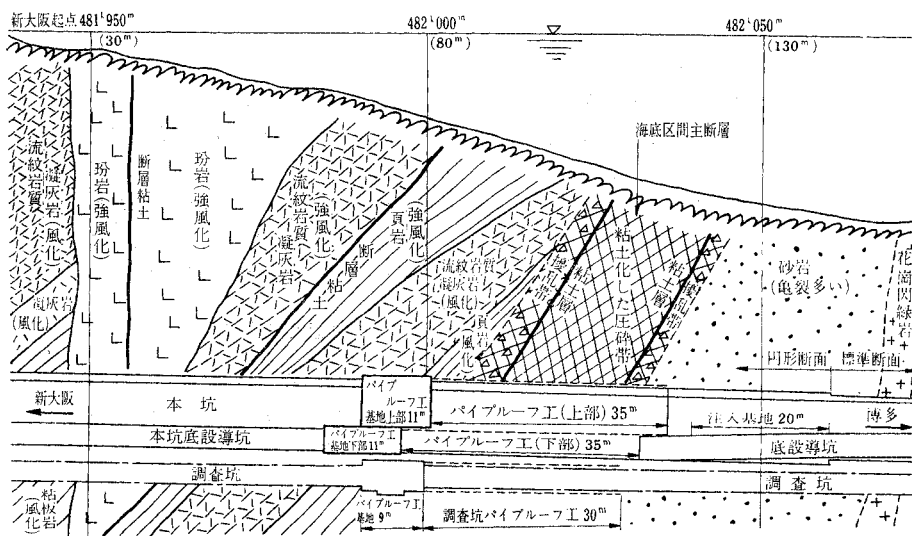 新大阪起点 481ᵏ950ᵐ
482ᵏ000ᵐ
482ᵏ050ᵐ
(30ᵐ)
(80ᵐ)
(130ᵐ)
海底区間主断層
流紋岩質
凝灰岩(風化)
玢岩(強風化)
断層粘土
玢岩(強風化)
流紋岩質
凝灰岩
(強風化)
断層粘土
頁岩
(強風化)
流紋岩質
凝灰岩
(風化)
頁岩
(風化)
擾乱帯
粘土層
粘土化した圧砕帯
粘土層
擾乱帯
砂岩
(亀裂多い)
花崗閃緑岩
凝灰岩
(風化)
円形断面
標準断面
新大阪
本坑
パイプ
ルーフ工
基地上部11ᵐ
パイプルーフ工(上部)35ᵐ
注入基地20ᵐ
博多
本坑底設導坑
パイプルーフ工
基地下部11ᵐ
パイプルーフ工(下部)35ᵐ
底設導坑
調査坑
調査坑
粘板岩
(風化)
パイプルーフ工
基地9ᵐ
調査坑パイプルーフ工30ᵐ